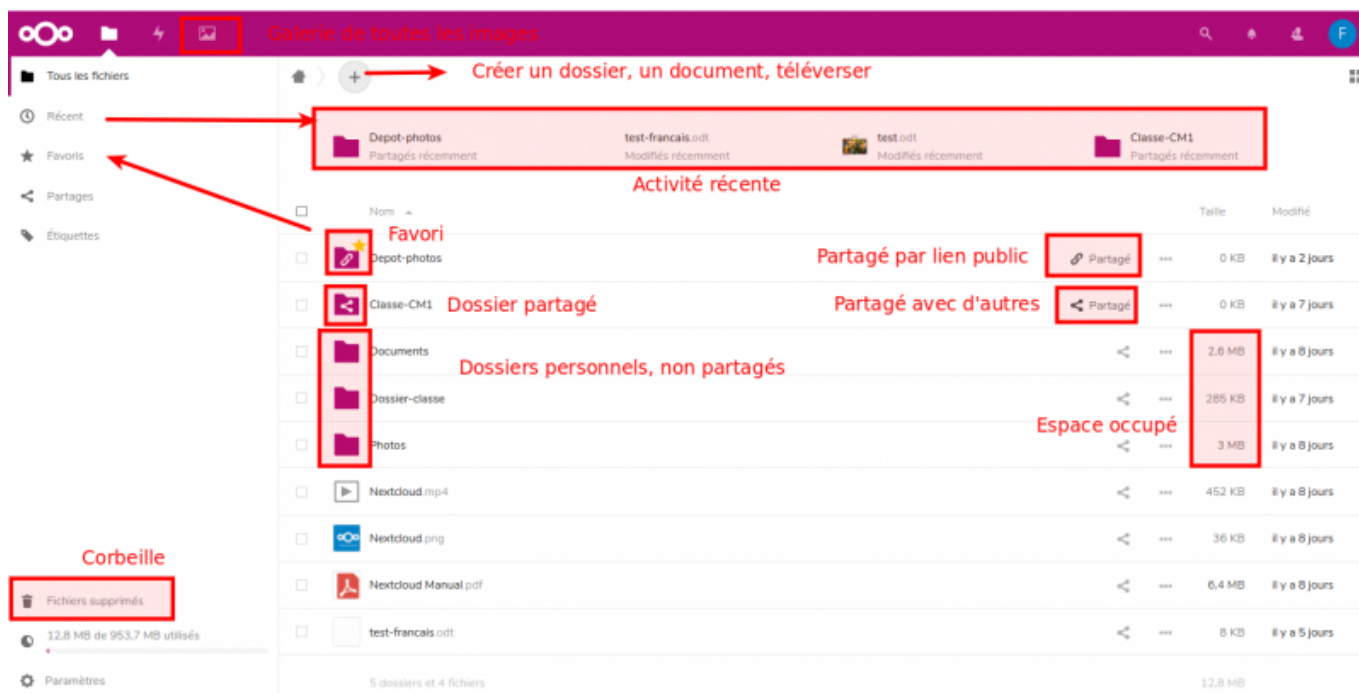 Galerie de toutes les images
F
Tous les fichiers
Créer un dossier, un document, téléverser
Récent
Favoris
Partages
Étiquettes
Depot-photos
Partagés récemment
test-francais.odt
Modifiés récemment
test.odt
Modifiés récemment
Classe-CM1
Partagés récemment
Activité récente
Nom
Taille
Modifié
Favori
Depot-photos
Partagé par lien public
Partagé
0 KB
il y a 2 jours
Classe-CM1
Dossier partagé
Partagé avec d'autres
Partagé
0 KB
il y a 7 jours
Documents
2,6 MB
il y a 8 jours
Dossiers personnels, non partagés
Dossier-classe
285 KB
il y a 7 jours
Espace occupé
Photos
3 MB
il y a 8 jours
Nextcloud.mp4
452 KB
il y a 8 jours
Nextcloud.png
36 KB
il y a 8 jours
Nextcloud Manual.pdf
6,4 MB
il y a 8 jours
test-francais.odt
8 KB
il y a 5 jours
5 dossiers et 4 fichiers
12,8 MB
Corbeille
Fichiers supprimés
12,8 MB de 953,7 MB utilisés
Paramètres